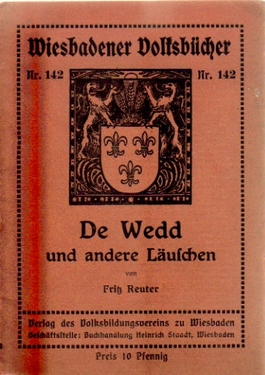 Wiesbadener Volksbücher
Nr. 142 Nr. 142
De Wedd
und andere Läuschen
von
Fritz Reuter
Verlag des Volksbildungsvereins zu Wiesbaden
Geschäftsstelle: Buchhandlung Heinrich Staadt, Wiesbaden
Preis 10 Pfennig